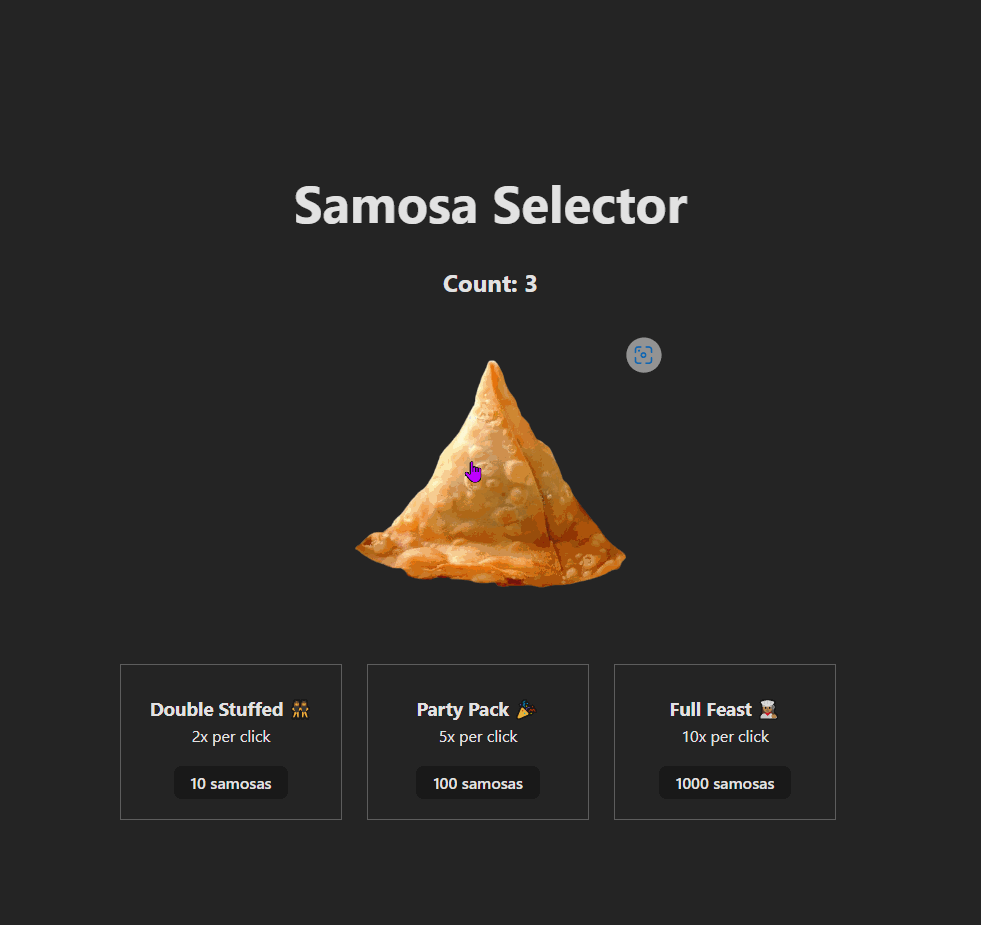 Samosa Selector
Count: 3
Double Stuffed 👯
2x per click
10 samosas
Party Pack 🎉
5x per click
100 samosas
Full Feast 👩🏽‍🍳
10x per click
1000 samosas